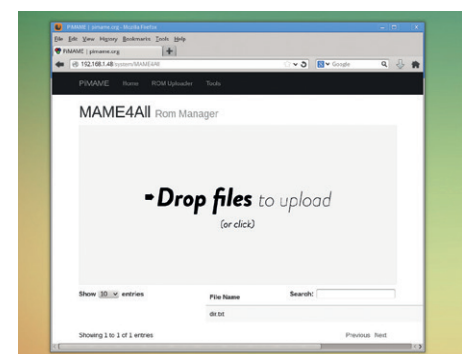 PiMAME | pimame.org - Mozilla Firefox
File Edit View History Bookmarks Tools Help
PiMAME | pimame.org
192.168.1.48/system/MAME4All
Google
PIMAME Home ROM Uploader Tools
MAME4All Rom Manager
Drop files to upload
(or click)
Show 10 entries
Search:
File Name
dir.txt
Showing 1 to 1 of 1 entries
Previous Next